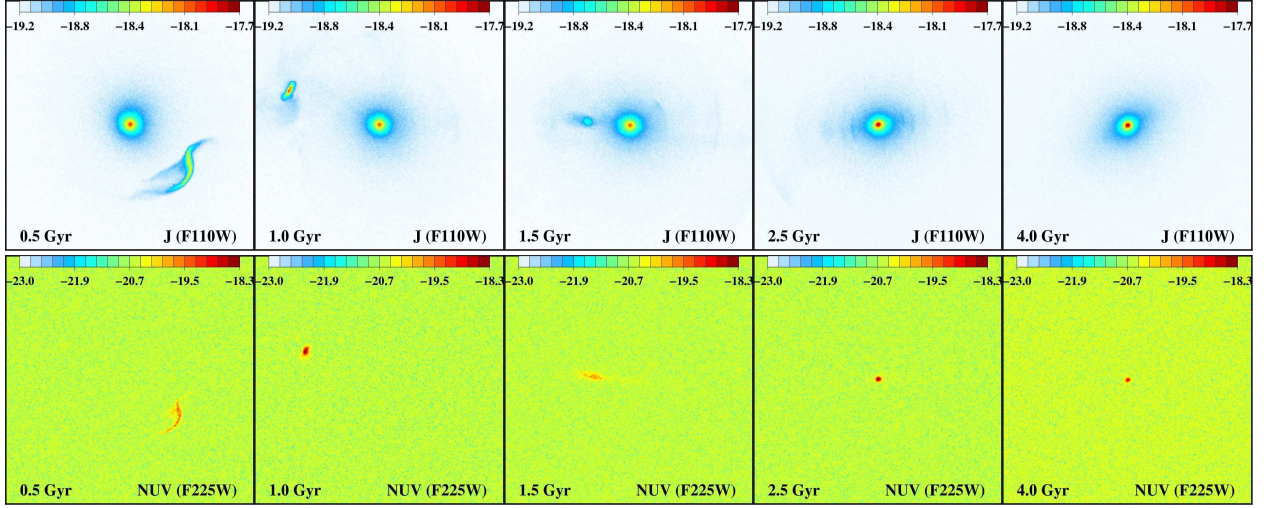 −19.2 −18.8 −18.4 −18.1 −17.7 −19.2 −18.8 −18.4 −18.1 −17.7 −19.2 −18.8 −18.4 −18.1 −17.7 −19.2 −18.8 −18.4 −18.1 −17.7 −19.2 −18.8 −18.4 −18.1 −17.7
0.5 Gyr J (F110W) 1.0 Gyr J (F110W) 1.5 Gyr J (F110W) 2.5 Gyr J (F110W) 4.0 Gyr J (F110W)
−23.0 −21.9 −20.7 −19.5 −18.3 −23.0 −21.9 −20.7 −19.5 −18.3 −23.0 −21.9 −20.7 −19.5 −18.3 −23.0 −21.9 −20.7 −19.5 −18.3 −23.0 −21.9 −20.7 −19.5 −18.3
0.5 Gyr NUV (F225W) 1.0 Gyr NUV (F225W) 1.5 Gyr NUV (F225W) 2.5 Gyr NUV (F225W) 4.0 Gyr NUV (F225W)